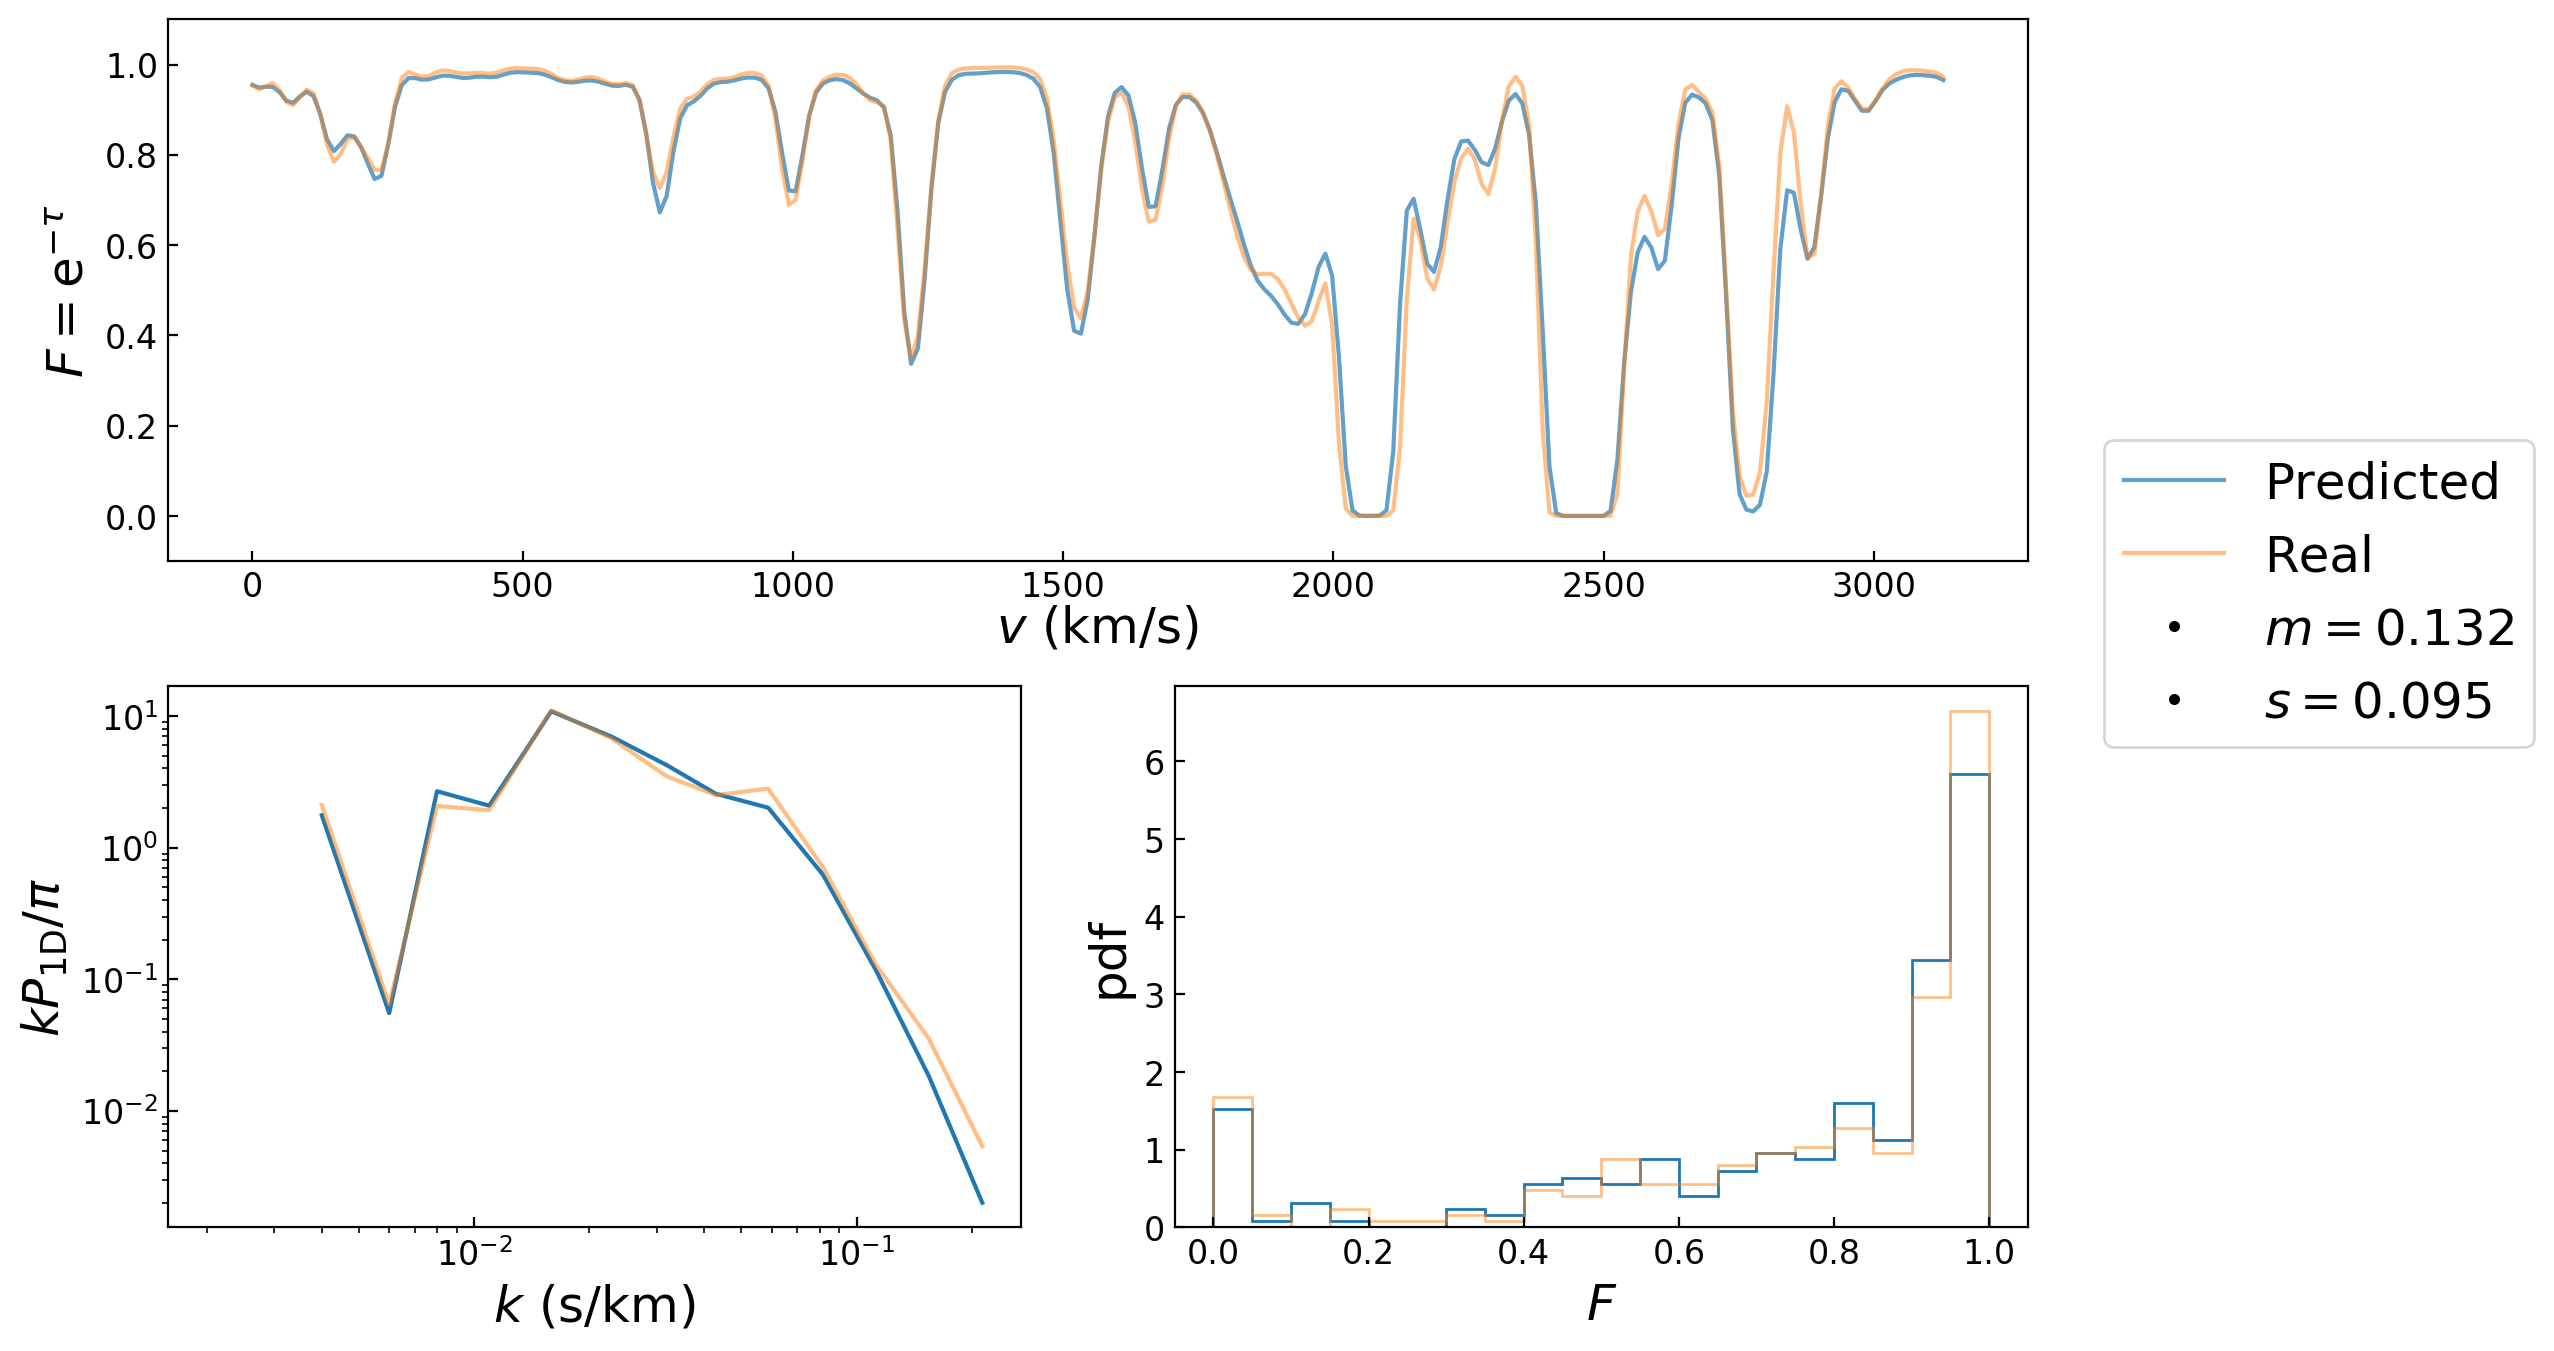 1.0
0.8
0.6
0.4
0.2
0.0
F = e^{−τ}
0 500 1000 1500 2000 2500 3000
v (km/s)
Predicted
Real
m = 0.132
s = 0.095
10^1
10^0
10^{−1}
10^{−2}
kP_{1D}/π
10^{−2} 10^{−1}
k (s/km)
6
5
4
3
2
1
0
pdf
0.0 0.2 0.4 0.6 0.8 1.0
F